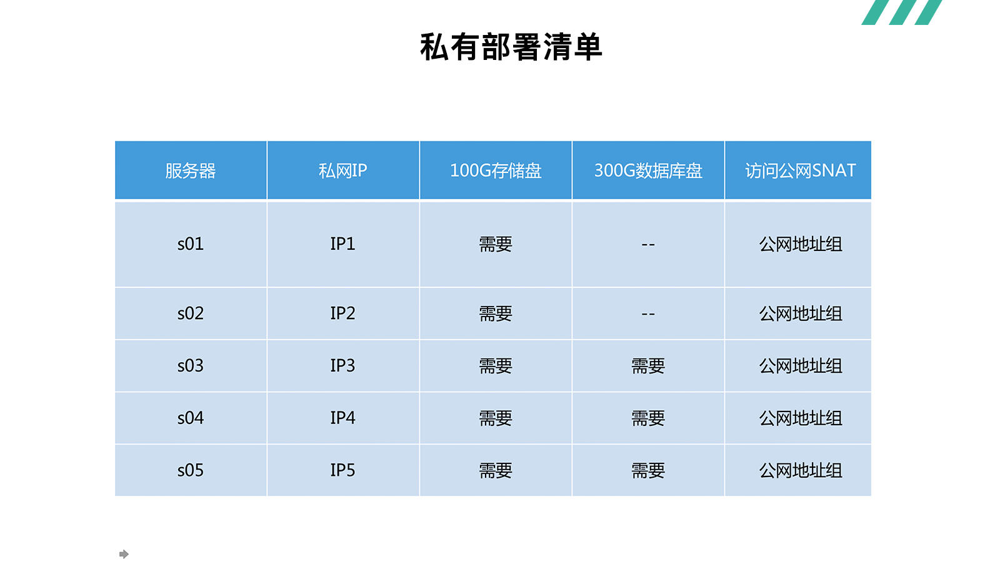 私有部署清单
服务器 私网IP 100G存储盘 300G数据库盘 访问公网SNAT
s01 IP1 需要 -- 公网地址组
s02 IP2 需要 -- 公网地址组
s03 IP3 需要 需要 公网地址组
s04 IP4 需要 需要 公网地址组
s05 IP5 需要 需要 公网地址组